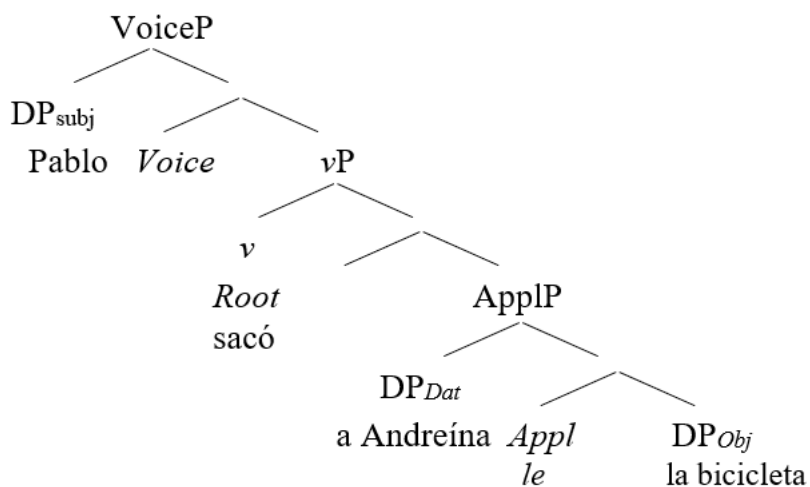 VoiceP
DPsubj
Pablo Voice vP
v
Root
sacó ApplP
DPDat
a Andreína Appl DPObj
le la bicicleta